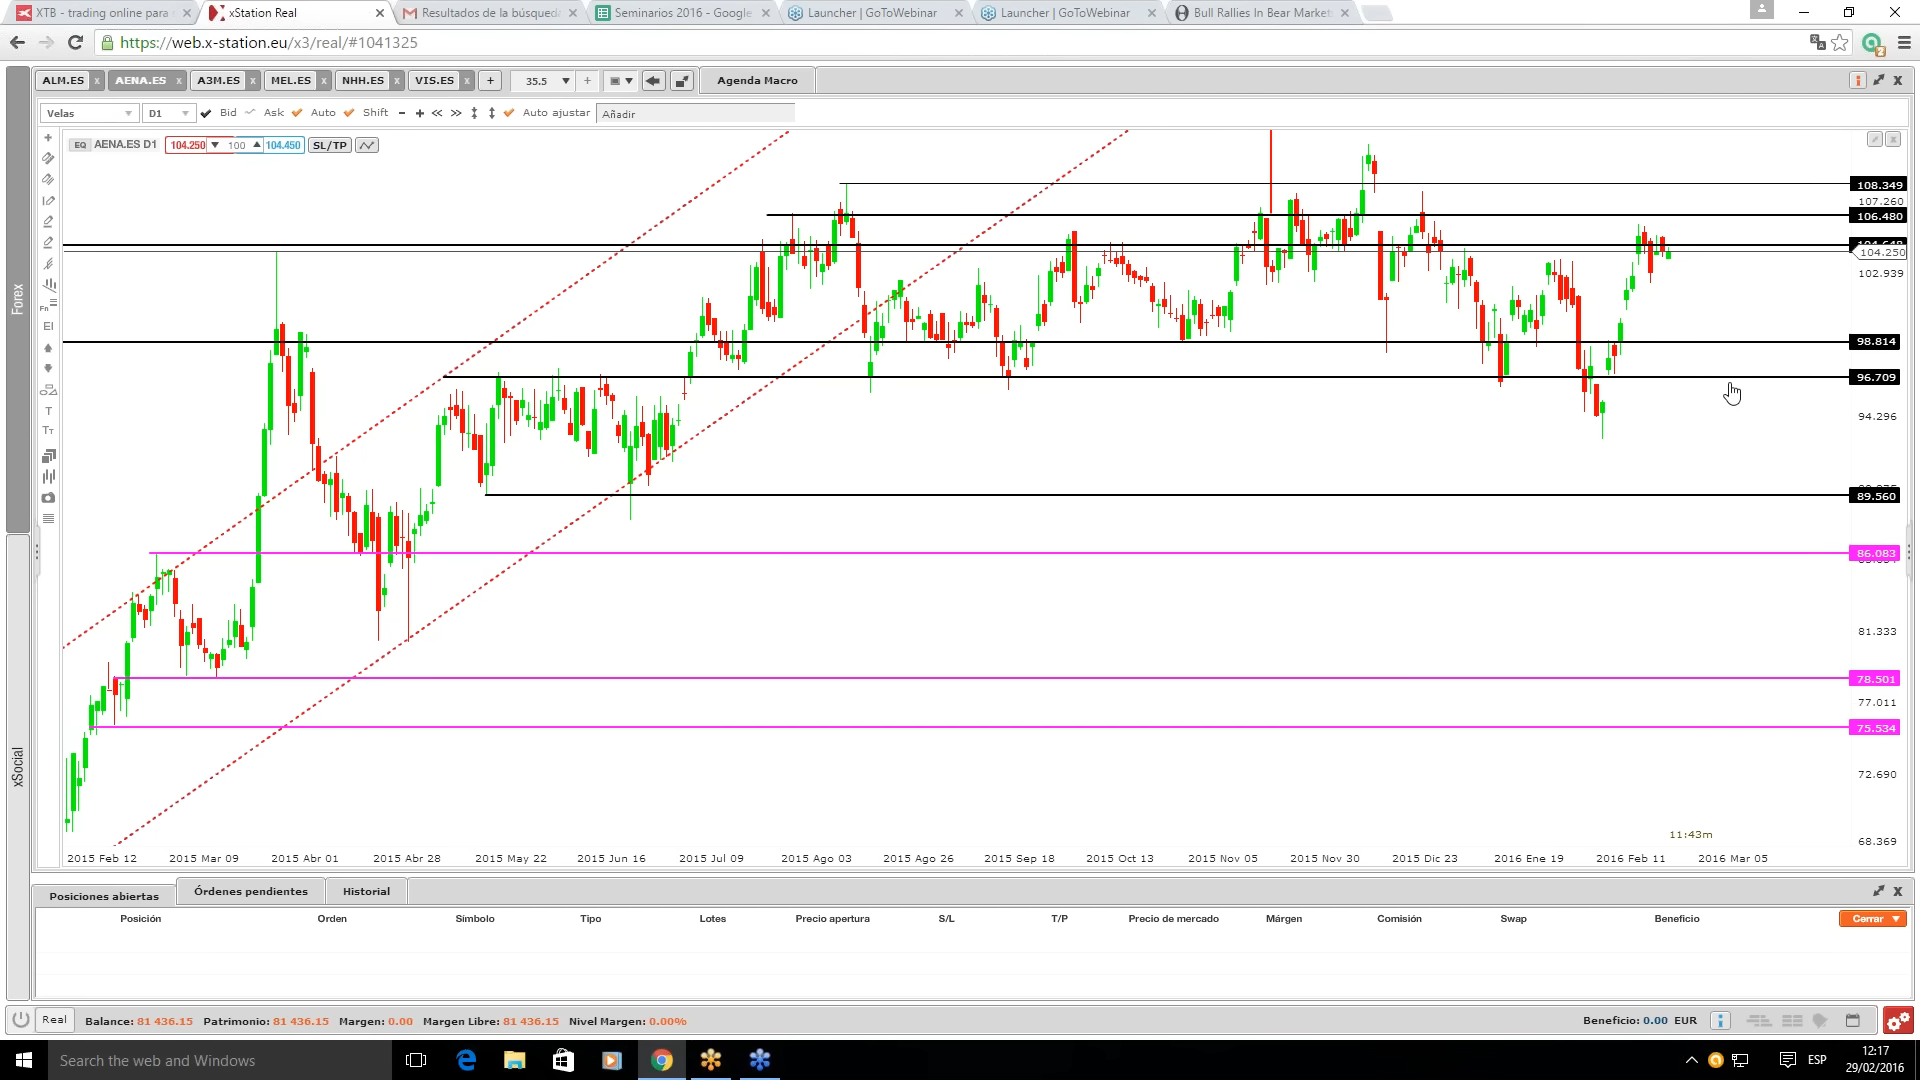 XTB - trading online para
xStation Real
Resultados de la búsqueda
Seminarios 2016 - Google
Launcher | GoToWebinar
Launcher | GoToWebinar
Bull Rallies In Bear Market
https://web.x-station.eu/x3/real/#1041325
ALM.ES x
AENA.ES x
A3M.ES x
MEL.ES x
NHH.ES x
VIS.ES x
+
35.5
Agenda Macro
Velas
D1
Bid
Ask
Auto
Shift
Auto ajustar
Añadir
EQ AENA.ES D1
104.250
100
104.450
SL/TP
Forex
xSocial
Fn
EI
T
TT
108.349
107.260
106.480
104.250
102.939
98.814
96.709
94.296
89.560
86.083
81.333
78.501
77.011
75.534
72.690
68.369
11:43m
2015 Feb 12
2015 Mar 09
2015 Abr 01
2015 Abr 28
2015 May 22
2015 Jun 16
2015 Jul 09
2015 Ago 03
2015 Ago 26
2015 Sep 18
2015 Oct 13
2015 Nov 05
2015 Nov 30
2015 Dic 23
2016 Ene 19
2016 Feb 11
2016 Mar 05
Posiciones abiertas
Órdenes pendientes
Historial
Posición
Orden
Símbolo
Tipo
Lotes
Precio apertura
S/L
T/P
Precio de mercado
Márgen
Comisión
Swap
Beneficio
Cerrar
Real
Balance: 81 436.15
Patrimonio: 81 436.15
Margen: 0.00
Margen Libre: 81 436.15
Nivel Margen: 0.00%
Beneficio: 0.00 EUR
Search the web and Windows
ESP
12:17
29/02/2016